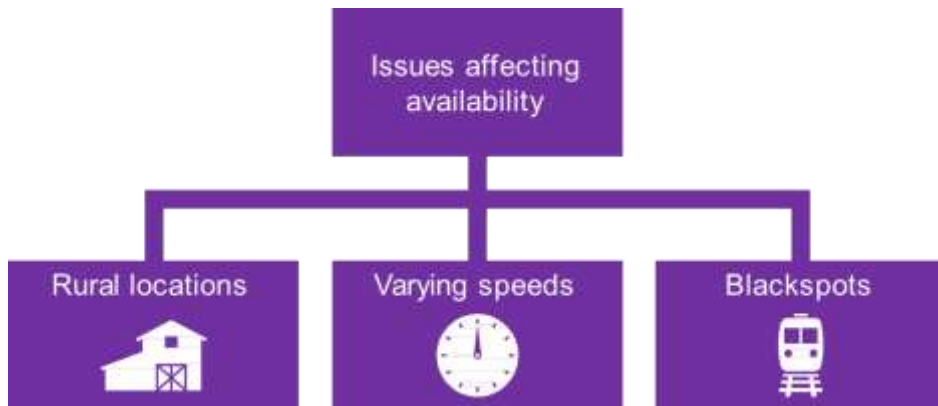 Issues affecting
availability
Rural locations
Varying speeds
Blackspots